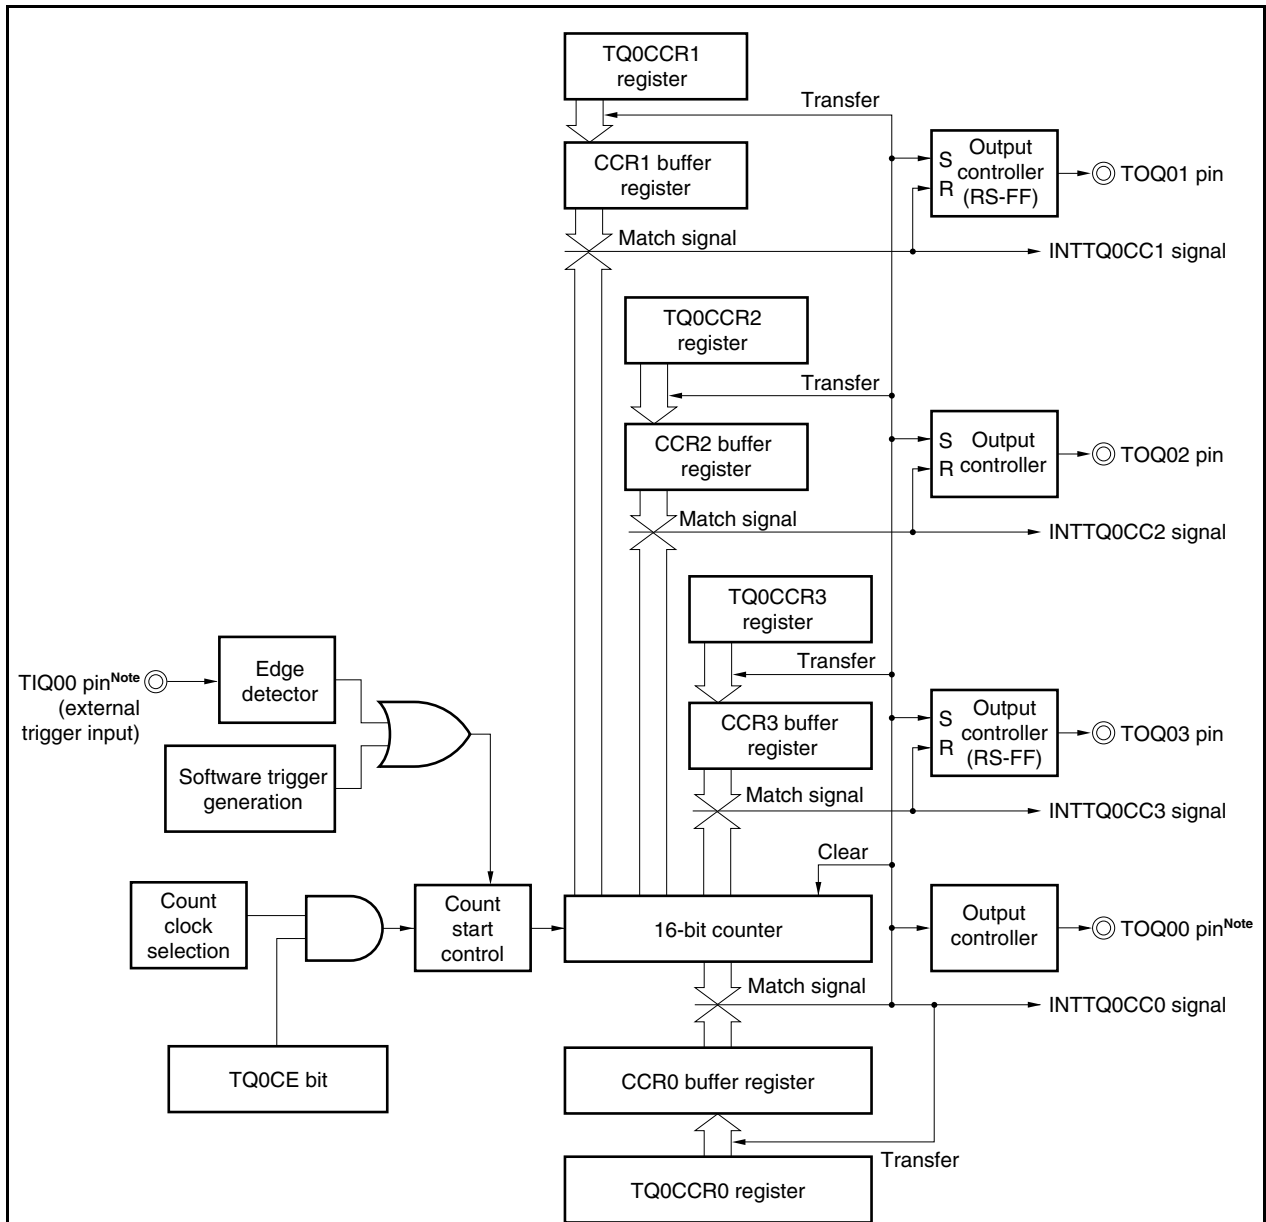 TQ0CCR1
register
Transfer
CCR1 buffer
register
S
R
Output
controller
(RS-FF)
TOQ01 pin
Match signal
INTTQ0CC1 signal
TQ0CCR2
register
Transfer
CCR2 buffer
register
S
R
Output
controller
TOQ02 pin
Match signal
INTTQ0CC2 signal
TQ0CCR3
register
Transfer
CCR3 buffer
register
S
R
Output
controller
(RS-FF)
TOQ03 pin
Match signal
INTTQ0CC3 signal
TIQ00 pinNote
(external
trigger input)
Edge
detector
Software trigger
generation
Clear
Count
clock
selection
Count
start
control
16-bit counter
Output
controller
TOQ00 pinNote
Match signal
INTTQ0CC0 signal
TQ0CE bit
CCR0 buffer register
Transfer
TQ0CCR0 register